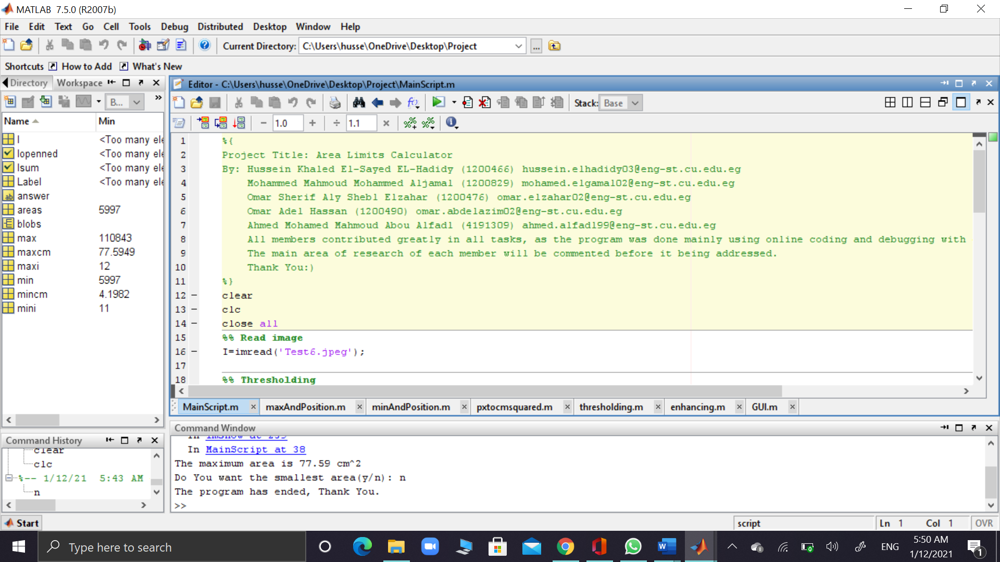 MATLAB 7.5.0 (R2007b)
File Edit Text Go Cell Tools Debug Distributed Desktop Window Help
Current Directory: C:\Users\husse\OneDrive\Desktop\Project ...
Shortcuts How to Add What's New
Directory Workspace
B...
Name Min
I <Too many ele
Iopenned <Too many ele
Isum <Too many ele
Label <Too many ele
answer
areas 5997
blobs
max 110843
maxcm 77.5949
maxi 12
min 5997
mincm 4.1982
mini 11
Editor - C:\Users\husse\OneDrive\Desktop\Project\MainScript.m
Stack: Base
1.0 1.1
1 %{
2 Project Title: Area Limits Calculator
3 By: Hussein Khaled El-Sayed EL-Hadidy (1200466) hussein.elhadidy03@eng-st.cu.edu.eg
4 Mohammed Mahmoud Mohammed Aljamal (1200829) mohamed.elgamal02@eng-st.cu.edu.eg
5 Omar Sherif Aly Shebl Elzahar (1200476) omar.elzahar02@eng-st.cu.edu.eg
6 Omar Adel Hassan (1200490) omar.abdelazim02@eng-st.cu.edu.eg
7 Ahmed Mohamed Mahmoud Abou Alfadl (4191309) ahmed.alfadl99@eng-st.cu.edu.eg
8 All members contributed greatly in all tasks, as the program was done mainly using online coding and debugging with
9 The main area of research of each member will be commented before it being addressed.
10 Thank You:)
11 %}
12 clear
13 clc
14 close all
15 %% Read image
16 I=imread('Test6.jpeg');
17
18 %% Thresholding
MainScript.m maxAndPosition.m minAndPosition.m pxtocmsquared.m thresholding.m enhancing.m GUI.m
Command History
clear
clc
%-- 1/12/21 5:43 AM
n
Command Window
In imshow at 239
In MainScript at 38
The maximum area is 77.59 cm^2
Do You want the smallest area(y/n): n
The program has ended, Thank You.
>>
Start
script Ln 1 Col 1 OVR
Type here to search
ENG
5:50 AM
1/12/2021
1